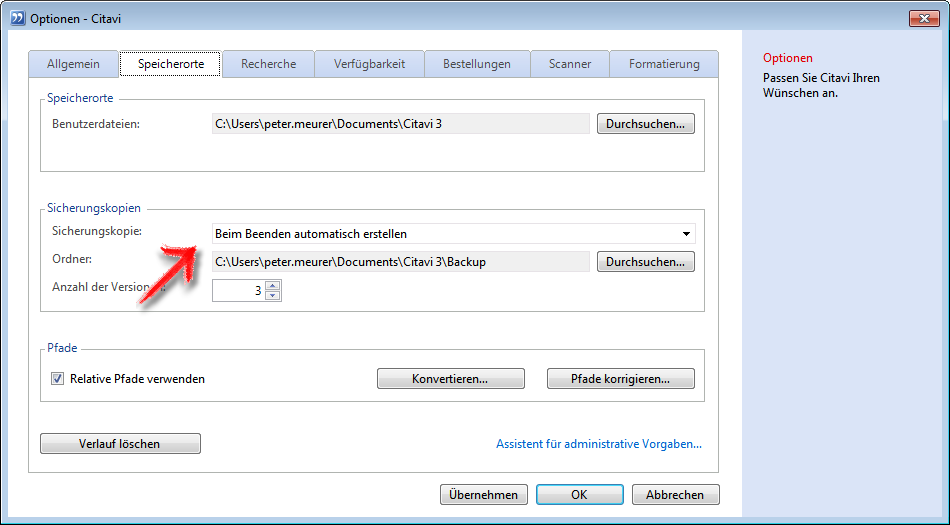 Optionen - Citavi
Allgemein Speicherorte Recherche Verfügbarkeit Bestellungen Scanner Formatierung
Optionen
Passen Sie Citavi Ihren
Wünschen an.
Speicherorte
Benutzerdateien: C:\Users\peter.meurer\Documents\Citavi 3 Durchsuchen...
Sicherungskopien
Sicherungskopie: Beim Beenden automatisch erstellen
Ordner: C:\Users\peter.meurer\Documents\Citavi 3\Backup Durchsuchen...
Anzahl der 3
Pfade
Relative Pfade verwenden Konvertieren... Pfade korrigieren...
Verlauf löschen Assistent für administrative Vorgaben...
Übernehmen OK Abbrechen